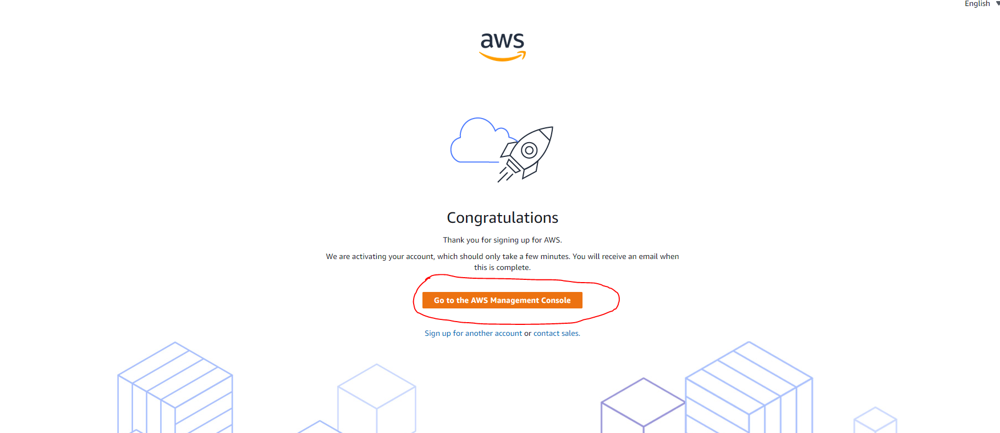 English
aws
Congratulations
Thank you for signing up for AWS.
We are activating your account, which should only take a few minutes. You will receive an email when
this is complete.
Go to the AWS Management Console
Sign up for another account or contact sales.